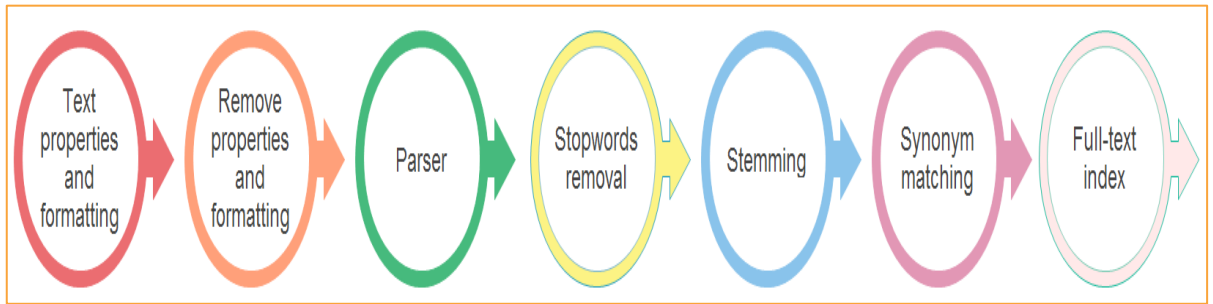 Text
properties
and
formatting
Remove
properties
and
formatting
Parser
Stopwords
removal
Stemming
Synonym
matching
Full-text
index